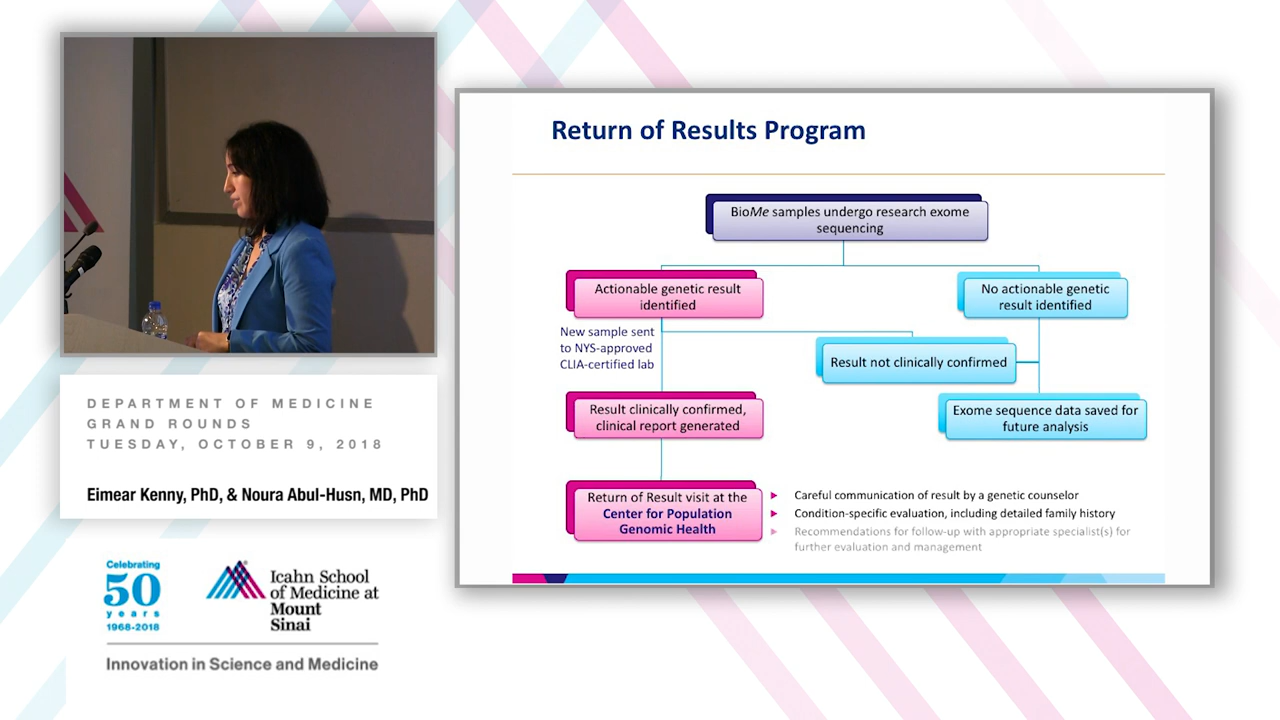 Return of Results Program
BioMe samples undergo research exome
sequencing
Actionable genetic result
identified
No actionable genetic
result identified
New sample sent
to NYS-approved
CLIA-certified lab
Result not clinically confirmed
Result clinically confirmed,
clinical report generated
Exome sequence data saved for
future analysis
Return of Result visit at the
Center for Population
Genomic Health
Careful communication of result by a genetic counselor
Condition-specific evaluation, including detailed family history
Recommendations for follow-up with appropriate specialist(s) for
further evaluation and management
DEPARTMENT OF MEDICINE
GRAND ROUNDS
TUESDAY, OCTOBER 9, 2018
Eimear Kenny, PhD, & Noura Abul-Husn, MD, PhD
Celebrating
50
years
1968-2018
Icahn School
of Medicine at
Mount
Sinai
Innovation in Science and Medicine